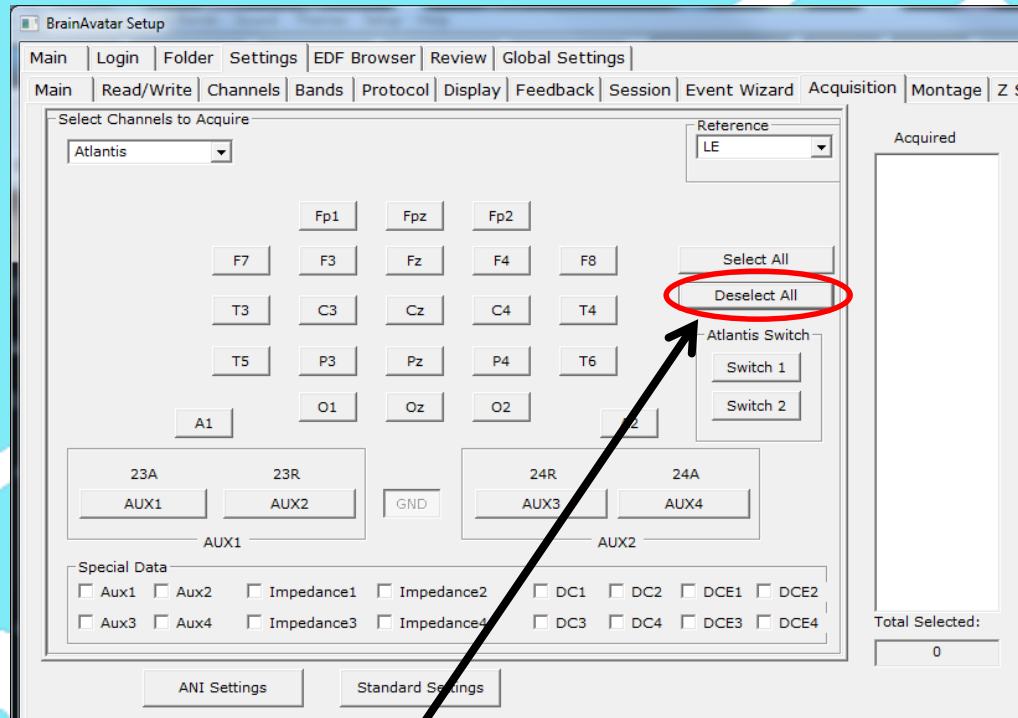 BrainAvatar Setup
Main Login Folder Settings EDF Browser Review Global Settings
Main Read/Write Channels Bands Protocol Display Feedback Session Event Wizard Acquisition Montage Z
Select Channels to Acquire
Reference
Atlantis
LE
Acquired
Fp1 Fpz Fp2
F7 F3 Fz F4 F8
Select All
T3 C3 Cz C4 T4
Deselect All
Atlantis Switch
T5 P3 Pz P4 T6
Switch 1
A1 O1 Oz O2
Switch 2
23A 23R 24R 24A
AUX1 AUX2 GND AUX3 AUX4
AUX1 AUX2
Special Data
Aux1 Aux2 Impedance1 Impedance2 DC1 DC2 DCE1 DCE2
Aux3 Aux4 Impedance3 Impedance4 DC3 DC4 DCE3 DCE4
Total Selected:
0
ANI Settings Standard Settings